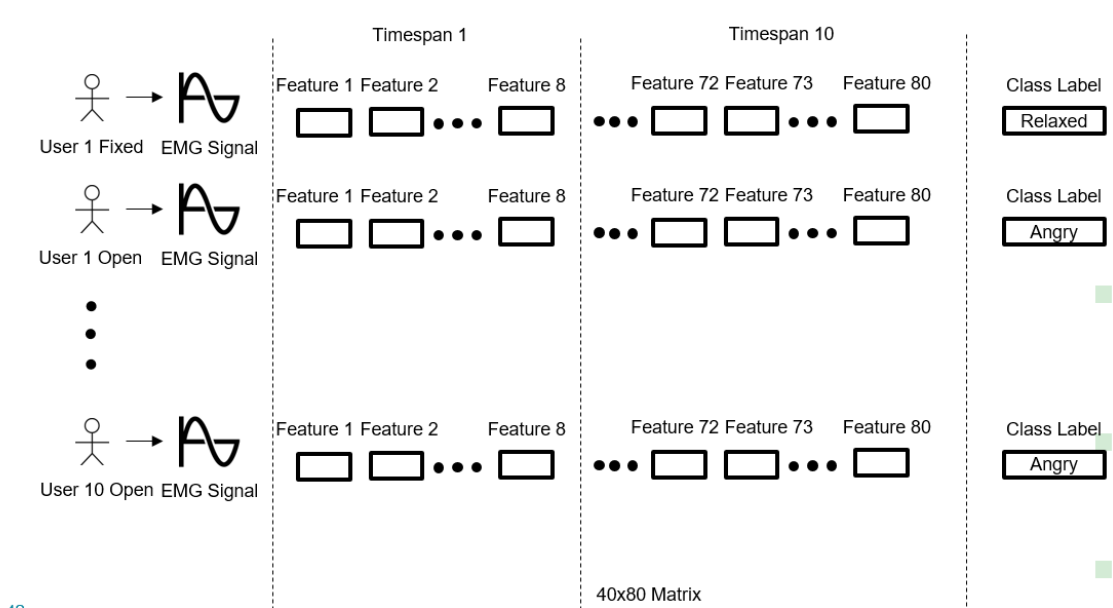 Timespan 1 Timespan 10
Feature 1 Feature 2 Feature 8 Feature 72 Feature 73 Feature 80 Class Label
Relaxed
User 1 Fixed EMG Signal
Feature 1 Feature 2 Feature 8 Feature 72 Feature 73 Feature 80 Class Label
Angry
User 1 Open EMG Signal
Feature 1 Feature 2 Feature 8 Feature 72 Feature 73 Feature 80 Class Label
Angry
User 10 Open EMG Signal
40x80 Matrix